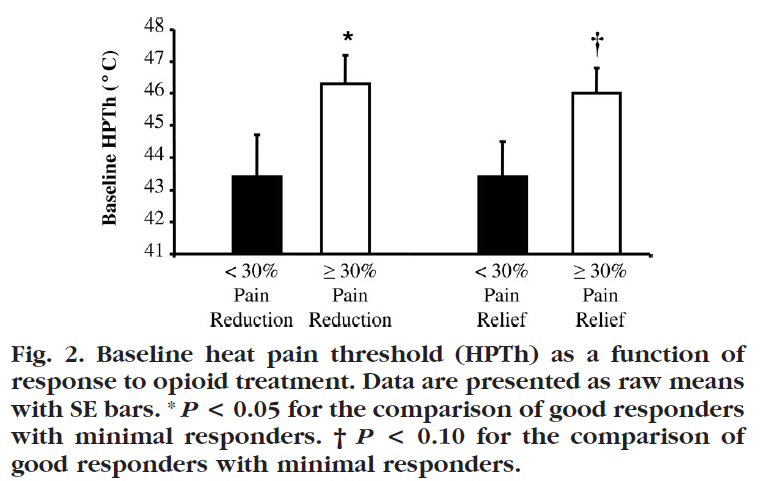 48
47
46
45
44
43
42
41
Baseline HPTh (°C)
*
†
< 30%
Pain
Reduction
≥ 30%
Pain
Reduction
< 30%
Pain
Relief
≥ 30%
Pain
Relief
Fig. 2. Baseline heat pain threshold (HPTh) as a function of
response to opioid treatment. Data are presented as raw means
with SE bars. * P < 0.05 for the comparison of good responders
with minimal responders. † P < 0.10 for the comparison of
good responders with minimal responders.